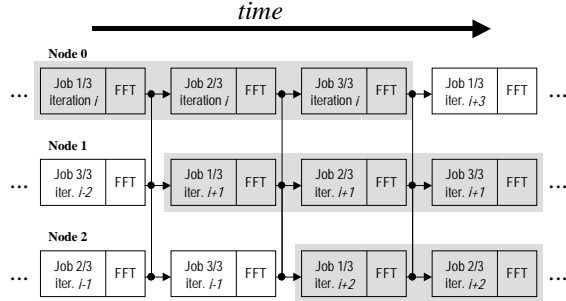 time
Node 0
... Job 1/3 FFT Job 2/3 FFT Job 3/3 FFT Job 1/3 FFT ...
iteration i iteration i iteration i iter. i+3
Node 1
... Job 3/3 FFT Job 1/3 FFT Job 2/3 FFT Job 3/3 FFT ...
iter. i-2 iter. i+1 iter. i+1 iter. i+1
Node 2
... Job 2/3 FFT Job 3/3 FFT Job 1/3 FFT Job 2/3 FFT ...
iter. i-1 iter. i-1 iter. i+2 iter. i+2